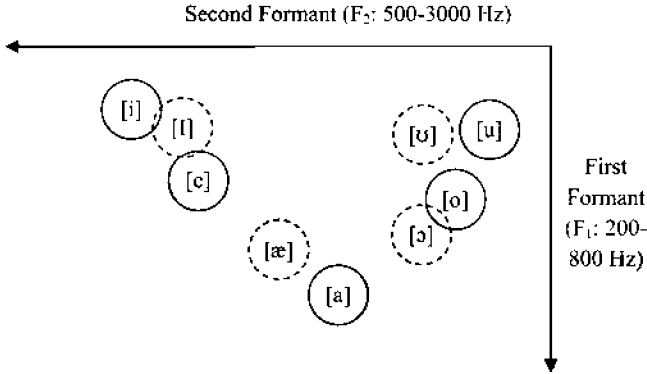 Second Formant (F₂: 500-3000 Hz)
[i]
[I]
[ʊ]
[u]
[e]
[o]
[ɔ]
[æ]
[a]
First
Formant
(F₁: 200-
800 Hz)